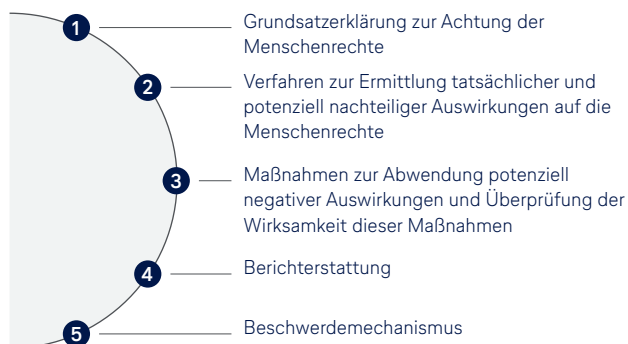 1 Grundsatzerklärung zur Achtung der
Menschenrechte
2 Verfahren zur Ermittlung tatsächlicher und
potenziell nachteiliger Auswirkungen auf die
Menschenrechte
3 Maßnahmen zur Abwendung potenziell
negativer Auswirkungen und Überprüfung der
Wirksamkeit dieser Maßnahmen
4 Berichterstattung
5 Beschwerdemechanismus